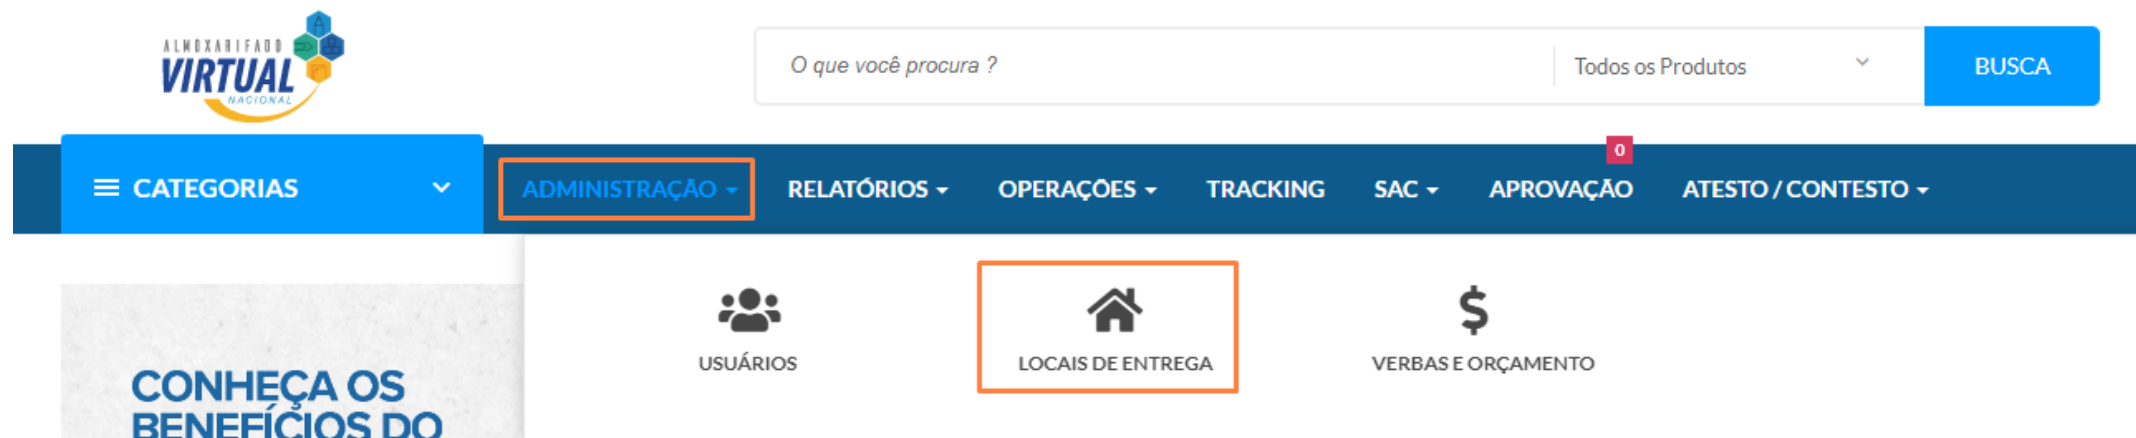 ALMOXARIFADO
VIRTUAL
NACIONAL
O que você procura ?
Todos os Produtos
BUSCA
CATEGORIAS
ADMINISTRAÇÃO
RELATÓRIOS
OPERAÇÕES
TRACKING
SAC
APROVAÇÃO
0
ATESTO / CONTESTO
USUÁRIOS
LOCAIS DE ENTREGA
VERBAS E ORÇAMENTO
CONHEÇA OS
BENEFÍCIOS DO